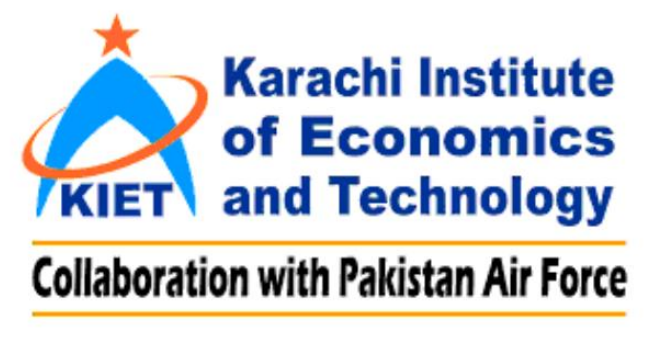 KIET
Karachi Institute
of Economics
and Technology
Collaboration with Pakistan Air Force